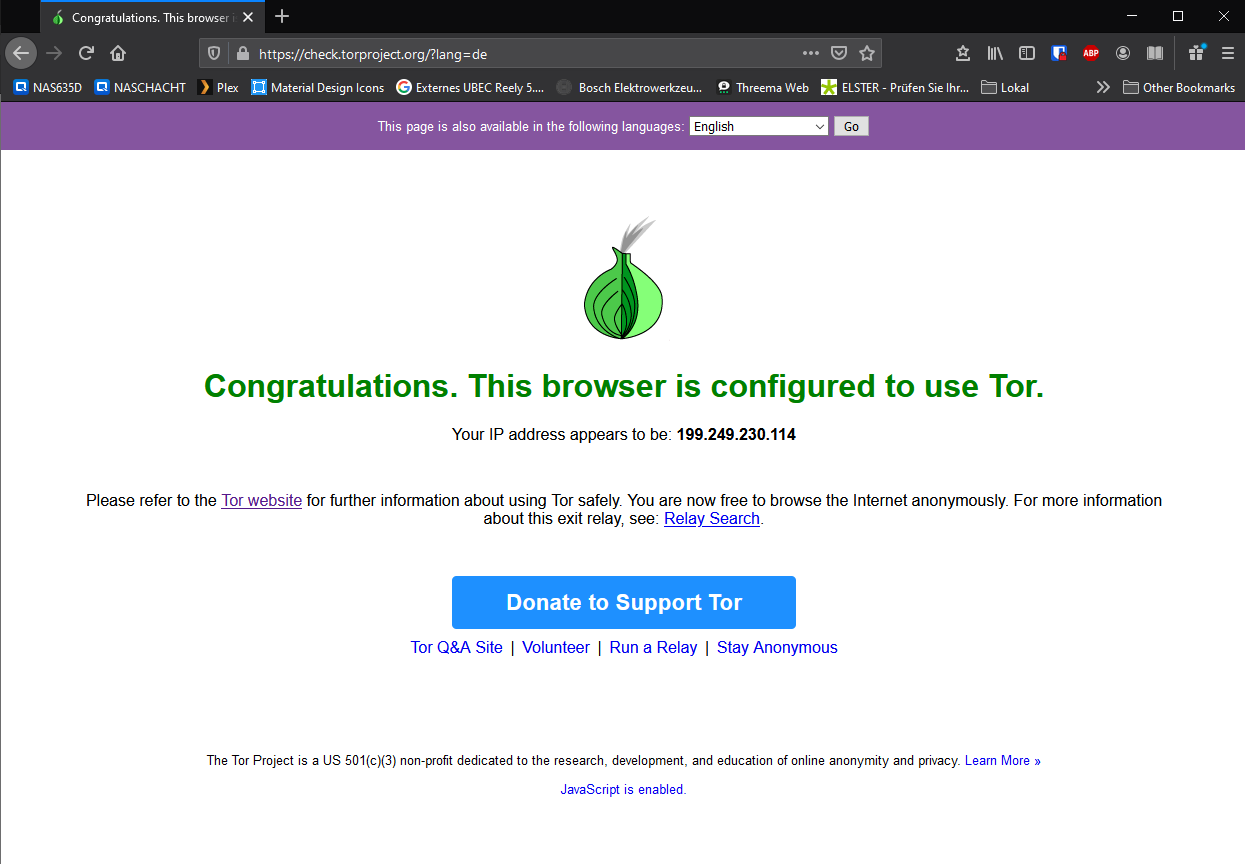 Congratulations. This browser i
https://check.torproject.org/?lang=de
ABP
NAS635D NASCHACHT Plex Material Design Icons Externes UBEC Reely 5.... Bosch Elektrowerkzeu... Threema Web ELSTER - Prüfen Sie Ihr... Lokal Other Bookmarks
This page is also available in the following languages: English Go
Congratulations. This browser is configured to use Tor.
Your IP address appears to be: 199.249.230.114
Please refer to the Tor website for further information about using Tor safely. You are now free to browse the Internet anonymously. For more information
about this exit relay, see: Relay Search.
Donate to Support Tor
Tor Q&A Site | Volunteer | Run a Relay | Stay Anonymous
The Tor Project is a US 501(c)(3) non-profit dedicated to the research, development, and education of online anonymity and privacy. Learn More »
JavaScript is enabled.